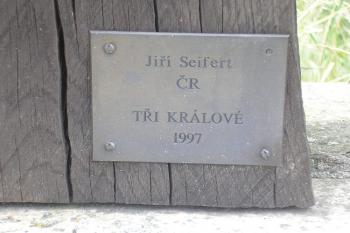 Jiří Seifert
ČR
TŘI KRÁLOVÉ
1997